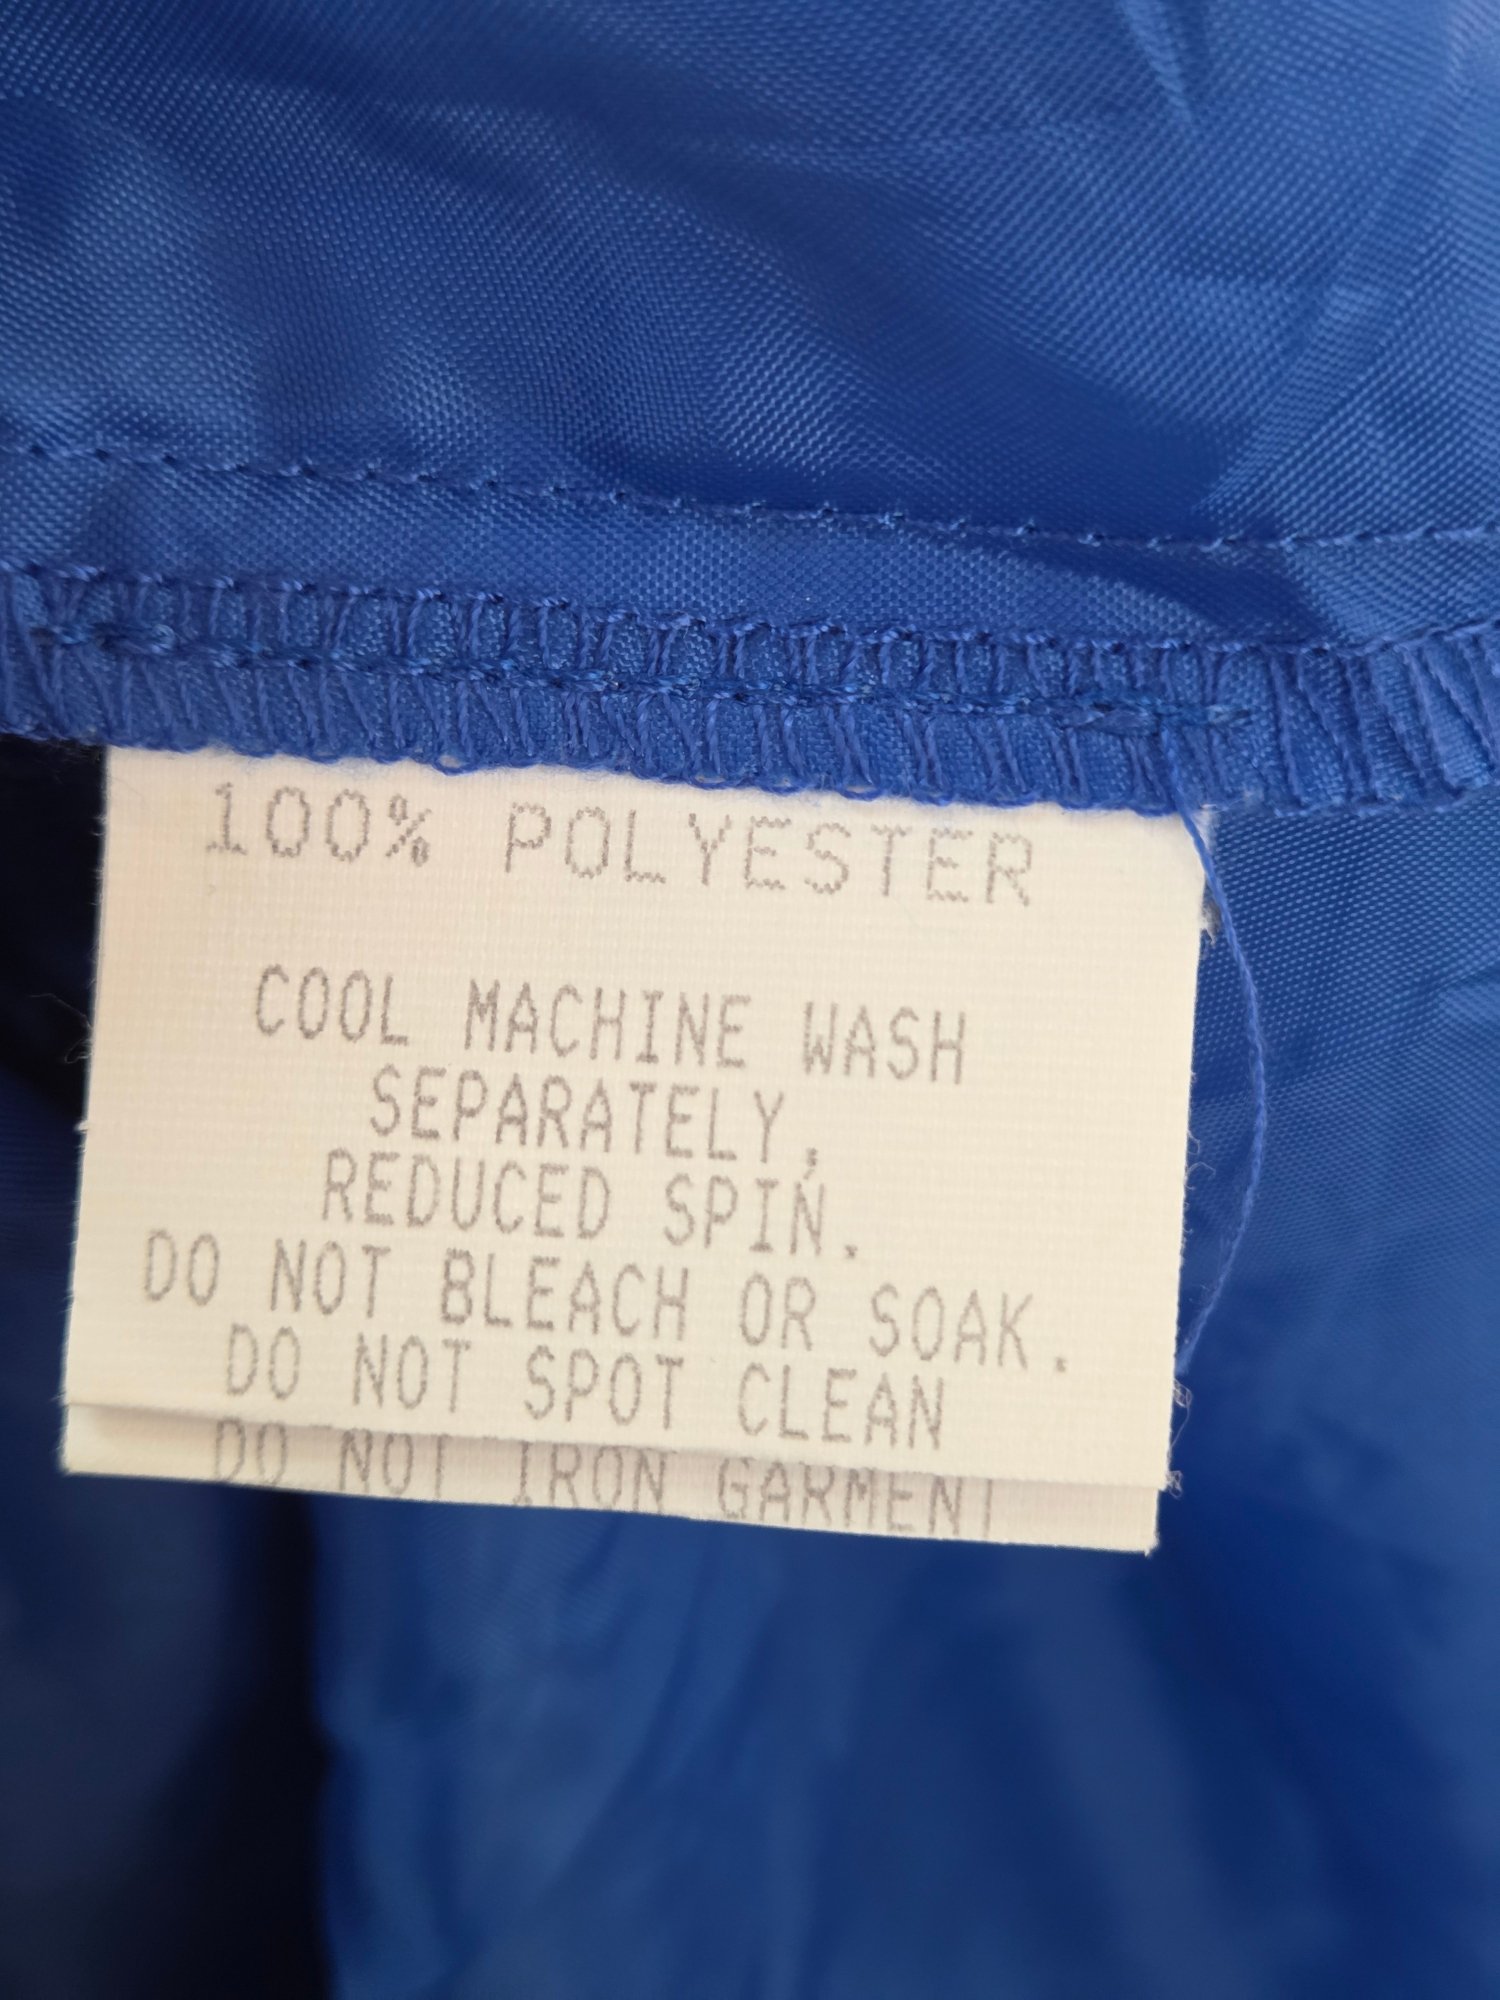 100% POLYESTER
COOL MACHINE WASH
SEPARATELY,
REDUCED SPIN.
DO NOT BLEACH OR SOAK.
DO NOT SPOT CLEAN
DO NOT IRON GARMENT